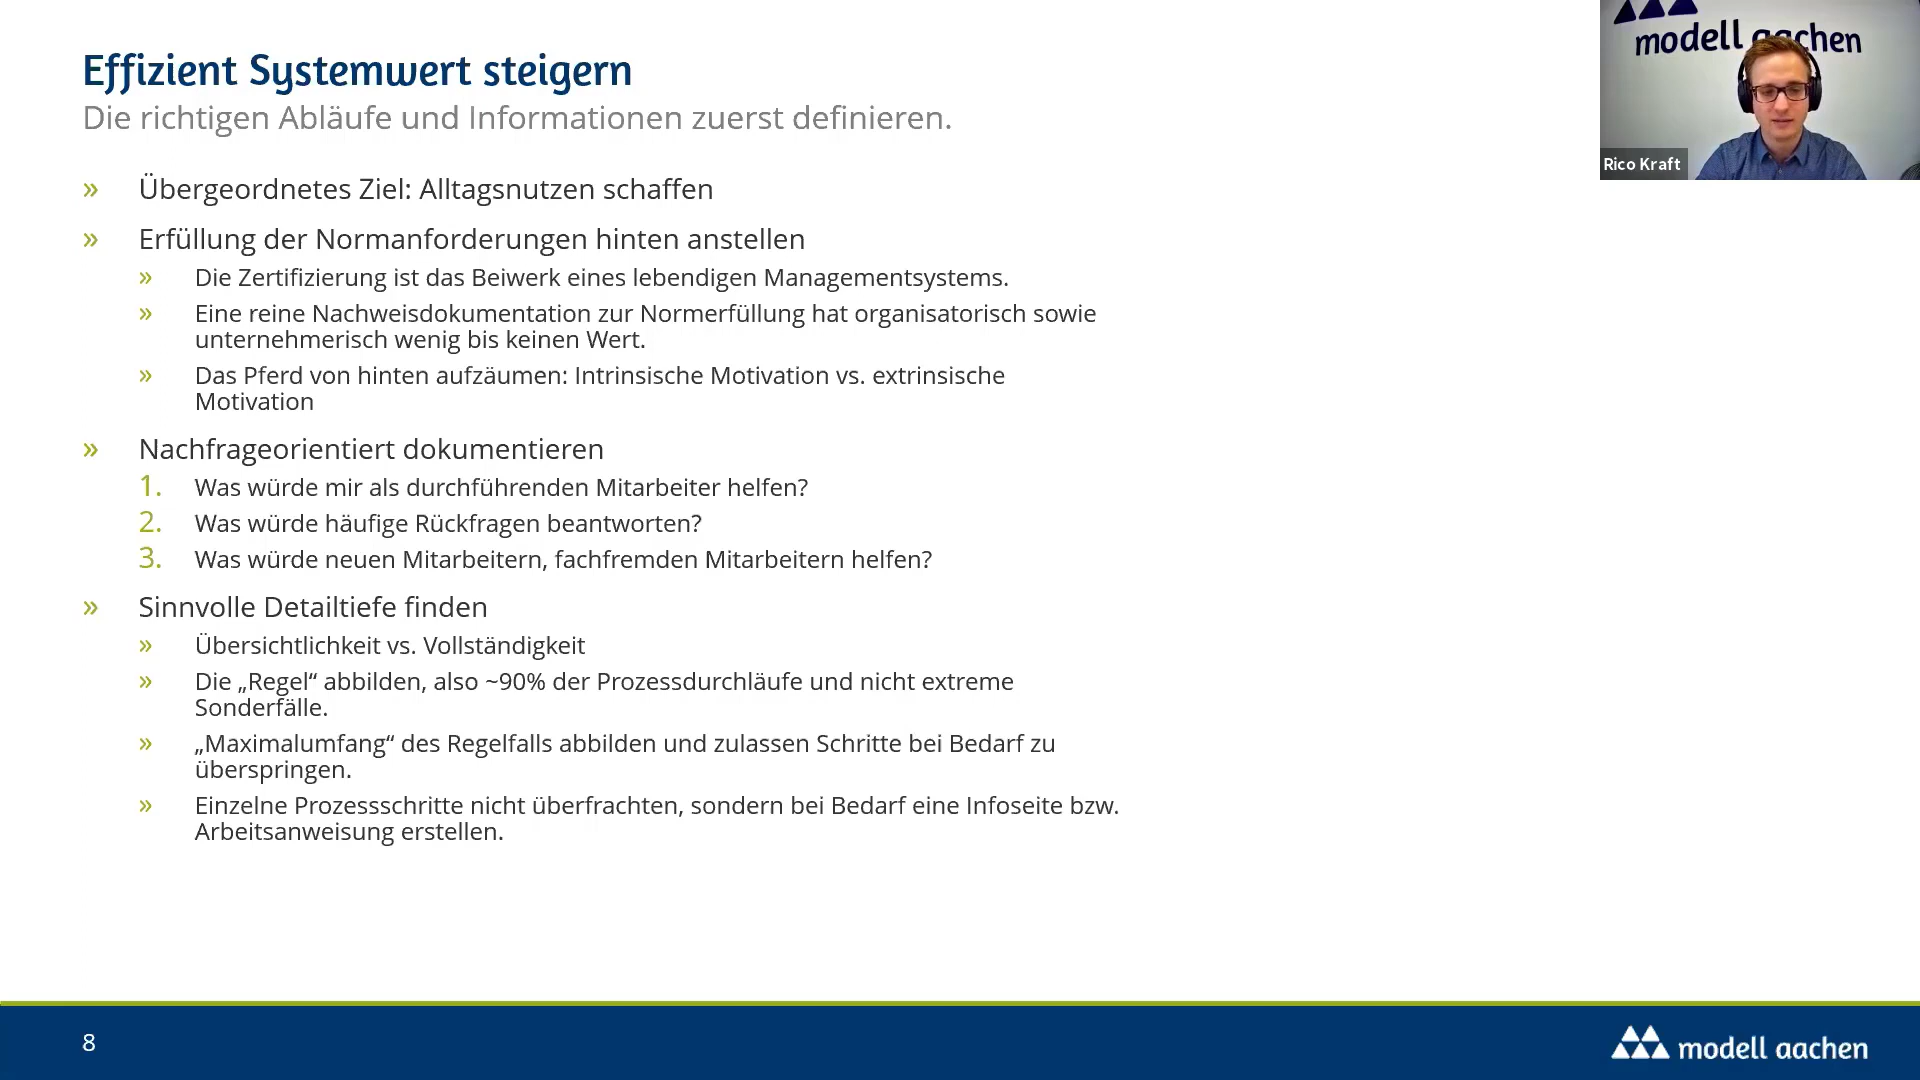 Effizient Systemwert steigern
Die richtigen Abläufe und Informationen zuerst definieren.
» Übergeordnetes Ziel: Alltagsnutzen schaffen
» Erfüllung der Normanforderungen hinten anstellen
» Die Zertifizierung ist das Beiwerk eines lebendigen Managementsystems.
» Eine reine Nachweisdokumentation zur Normerfüllung hat organisatorisch sowie
unternehmerisch wenig bis keinen Wert.
» Das Pferd von hinten aufzäumen: Intrinsische Motivation vs. extrinsische
Motivation
» Nachfrageorientiert dokumentieren
1. Was würde mir als durchführenden Mitarbeiter helfen?
2. Was würde häufige Rückfragen beantworten?
3. Was würde neuen Mitarbeitern, fachfremden Mitarbeitern helfen?
» Sinnvolle Detailtiefe finden
» Übersichtlichkeit vs. Vollständigkeit
» Die „Regel“ abbilden, also ~90% der Prozessdurchläufe und nicht extreme
Sonderfälle.
» „Maximalumfang“ des Regelfalls abbilden und zulassen Schritte bei Bedarf zu
überspringen.
» Einzelne Prozessschritte nicht überfrachten, sondern bei Bedarf eine Infoseite bzw.
Arbeitsanweisung erstellen.
modell aachen
Rico Kraft
8
modell aachen